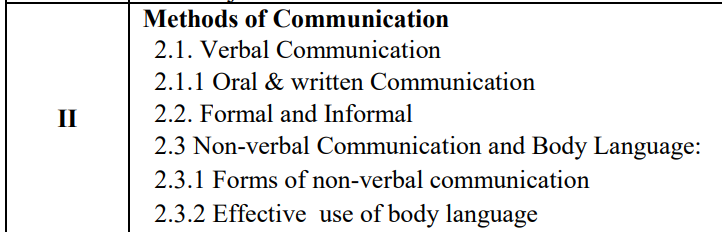 Methods of Communication
2.1. Verbal Communication
2.1.1 Oral & written Communication
II
2.2. Formal and Informal
2.3 Non-verbal Communication and Body Language:
2.3.1 Forms of non-verbal communication
2.3.2 Effective use of body language